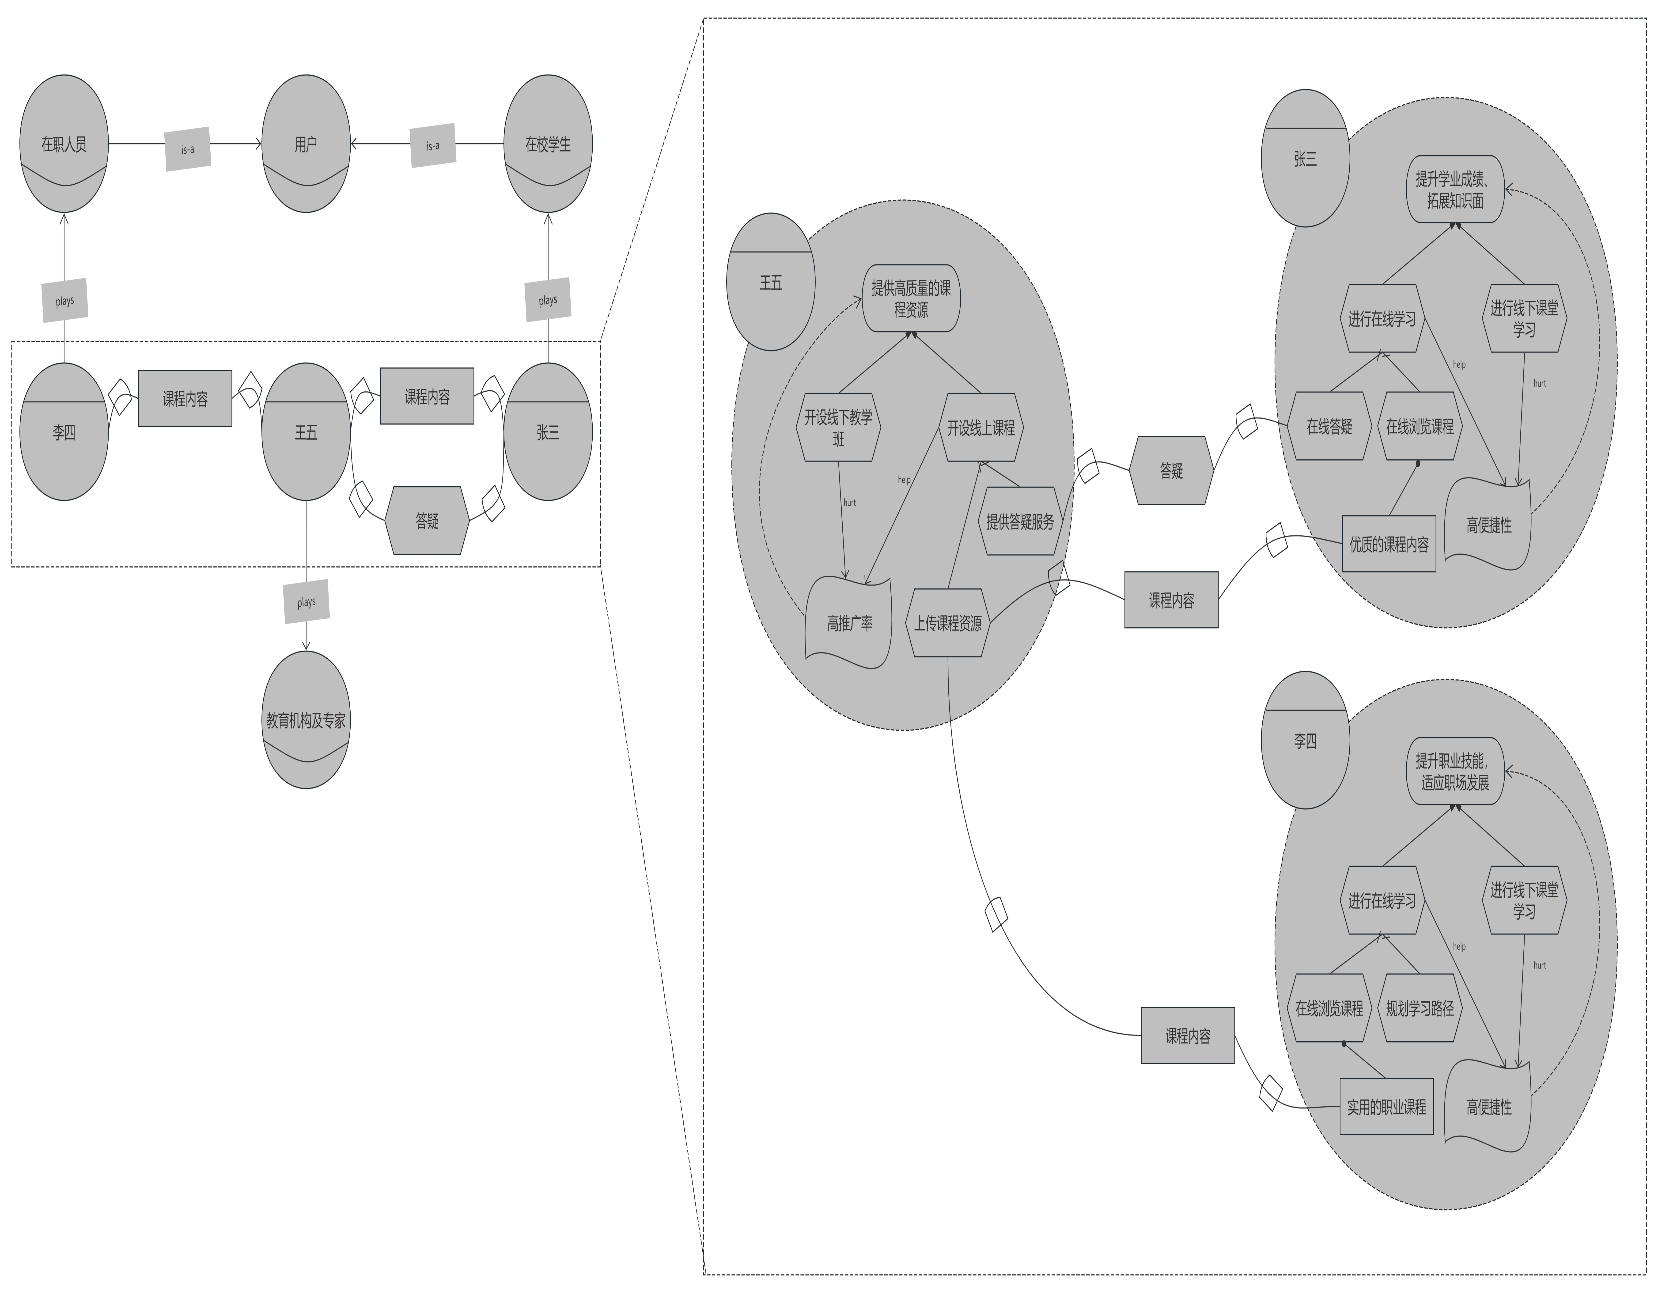 在职人员
is-a
用户
is-a
在校学生
plays
plays
李四
课程内容
王五
课程内容
张三
答疑
plays
教育机构及专家
王五
提供高质量的课
程资源
开设线下教学
班
开设线上课程
hurt
help
提供答疑服务
高推广率
上传课程资源
答疑
课程内容
课程内容
张三
提升学业成绩、
拓展知识面
进行在线学习
进行线下课堂
学习
help
hurt
在线答疑
在线浏览课程
优质的课程内容
高便捷性
李四
提升职业技能，
适应职场发展
进行在线学习
进行线下课堂
学习
help
hurt
在线浏览课程
规划学习路径
实用的职业课程
高便捷性